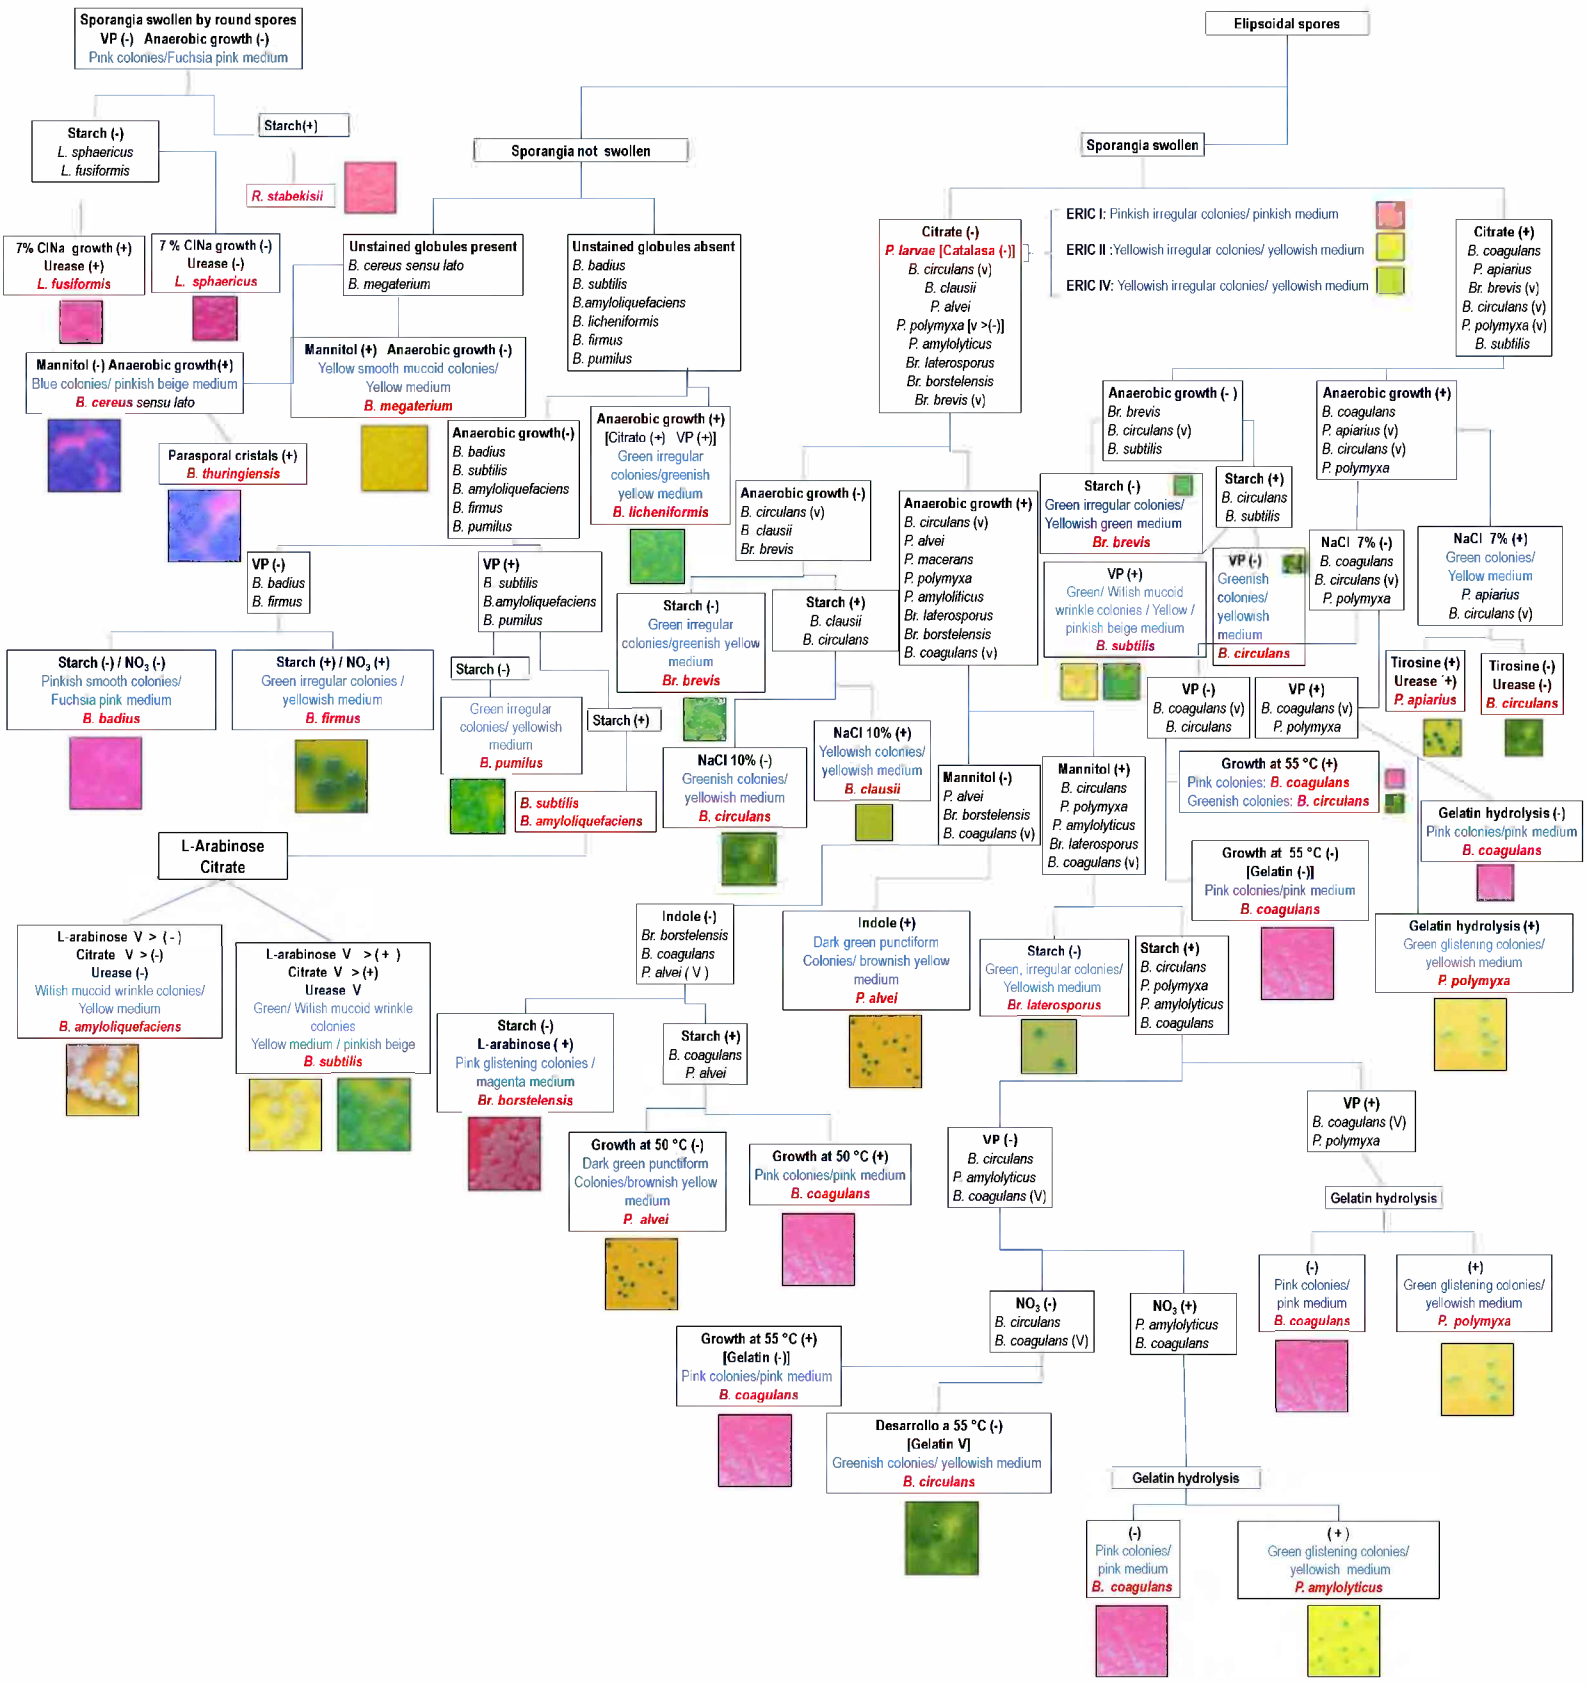 Sporangia swollen by round spores
VP (-) Anaerobic growth (-)
Pink colonies/Fuchsia pink medium
Elipsoidal spores
Starch (-)
L. sphaericus
L. fusiformis
Starch(+)
R. stabekisii
7% ClNa growth (+)
Urease (+)
L. fusiformis
7 % ClNa growth (-)
Urease (-)
L. sphaericus
Sporangia not swollen
Sporangia swollen
Unstained globules present
B. cereus sensu lato
B. megaterium
Unstained globules absent
B. badius
B. subtilis
B.amyloliquefaciens
B. licheniformis
B. firmus
B. pumilus
Citrate (-)
P. larvae [Catalasa (-)]
B. circulans (v)
B. clausii
P. alvei
P. polymyxa [v >(-)]
P. amylolyticus
Br. laterosporus
Br. borstelensis
Br. brevis (v)
ERIC I: Pinkish irregular colonies/ pinkish medium
ERIC II :Yellowish irregular colonies/ yellowish medium
ERIC IV: Yellowish irregular colonies/ yellowish medium
Citrate (+)
B. coagulans
P. apiarius
Br. brevis (v)
B. circulans (v)
P. polymyxa (v)
B. subtilis
Mannitol (-) Anaerobic growth(+)
Blue colonies/ pinkish beige medium
B. cereus sensu lato
Mannitol (+) Anaerobic growth (-)
Yellow smooth mucoid colonies/
Yellow medium
B. megaterium
Parasporal cristals (+)
B. thuringiensis
Anaerobic growth(-)
B. badius
B. subtilis
B. amyloliquefaciens
B. firmus
B. pumilus
Anaerobic growth (+)
[Citrato (+) VP (+)]
Green irregular
colonies/greenish
yellow medium
B. licheniformis
Anaerobic growth (-)
B. circulans (v)
B. clausii
Br. brevis
Anaerobic growth (+)
B. circulans (v)
P. alvei
P. macerans
P. polymyxa
P. amyloliticus
Br. laterosporus
Br. borstelensis
B. coagulans (v)
Anaerobic growth (- )
Br. brevis
B. circulans (v)
B. subtilis
Anaerobic growth (+)
B. coagulans
P. apiarius (v)
B. circulans (v)
P. polymyxa
Starch (-)
Green irregular colonies/
Yellowish green medium
Br. brevis
Starch (+)
B. circulans
B. subtilis
VP (+)
Green/ Witish mucoid
wrinkle colonies / Yellow /
pinkish beige medium
B. subtilis
VP (-)
Greenish
colonies/
yellowish
medium
B. circulans
NaCl 7% (-)
B. coagulans
B. circulans (v)
P. polymyxa
NaCl 7% (+)
Green colonies/
Yellow medium
P. apiarius
B. circulans (v)
VP (-)
B. badius
B. firmus
VP (+)
B. subtilis
B.amyloliquefaciens
B. pumilus
Starch (-)
Green irregular
colonies/greenish yellow
medium
Br. brevis
Starch (+)
B. clausii
B. circulans
Starch (-) / NO3 (-)
Pinkish smooth colonies/
Fuchsia pink medium
B. badius
Starch (+) / NO3 (+)
Green irregular colonies /
yellowish medium
B. firmus
Starch (-)
Green irregular
colonies/ yellowish
medium
B. pumilus
Starch (+)
B. subtilis
B. amyloliquefaciens
NaCl 10% (-)
Greenish colonies/
yellowish medium
B. circulans
NaCl 10% (+)
Yellowish colonies/
yellowish medium
B. clausii
Mannitol (-)
P. alvei
Br. borstelensis
B. coagulans (v)
Mannitol (+)
B. circulans
P. polymyxa
P. amylolyticus
Br. laterosporus
B. coagulans (v)
VP (-)
B. coagulans (v)
B. circulans
VP (+)
B. coagulans (v)
P. polymyxa
Tirosine (+)
Urease +)
P. apiarius
Tirosine (-)
Urease (-)
B. circulans
Growth at 55 °C (+)
Pink colonies: B. coagulans
Greenish colonies: B. circulans
Growth at 55 °C (-)
[Gelatin (-)]
Pink colonies/pink medium
B. coagulans
Gelatin hydrolysis (-)
Pink colonies/pink medium
B. coagulans
Gelatin hydrolysis (+)
Green glistening colonies/
yellowish medium
P. polymyxa
L-Arabinose
Citrate
L-arabinose V > ( - )
Citrate V >(-)
Urease (-)
Witish mucoid wrinkle colonies/
Yellow medium
B. amyloliquefaciens
L-arabinose V > ( + )
Citrate V >(+)
Urease V
Green/ Witish mucoid wrinkle
colonies
Yellow medium / pinkish beige
B. subtilis
Indole (-)
Br. borstelensis
B. coagulans
P. alvei ( V )
Indole (+)
Dark green punctiform
Colonies/ brownish yellow
medium
P. alvei
Starch (-)
Green, irregular colonies/
Yellowish medium
Br. laterosporus
Starch (+)
B. circulans
P. polymyxa
P. amylolyticus
B. coagulans
Starch (-)
L-arabinose ( + )
Pink glistening colonies /
magenta medium
Br. borstelensis
Starch (+)
B. coagulans
P. alvei
Growth at 50 °C (-)
Dark green punctiform
Colonies/brownish yellow
medium
P. alvei
Growth at 50 °C (+)
Pink colonies/pink medium
B. coagulans
VP (-)
B. circulans
P. amylolyticus
B. coagulans (V)
VP (+)
B. coagulans (V)
P. polymyxa
Gelatin hydrolysis
(-)
Pink colonies/
pink medium
B. coagulans
(+)
Green glistening colonies/
yellowish medium
P. polymyxa
NO3 (-)
B. circulans
B. coagulans (V)
NO3 (+)
P. amylolyticus
B. coagulans
Growth at 55 °C (+)
[Gelatin (-)]
Pink colonies/pink medium
B. coagulans
Desarrollo a 55 °C (-)
[Gelatin V]
Greenish colonies/ yellowish medium
B. circulans
Gelatin hydrolysis
(-)
Pink colonies/
pink medium
B. coagulans
( + )
Green glistening colonies/
yellowish medium
P. amylolyticus